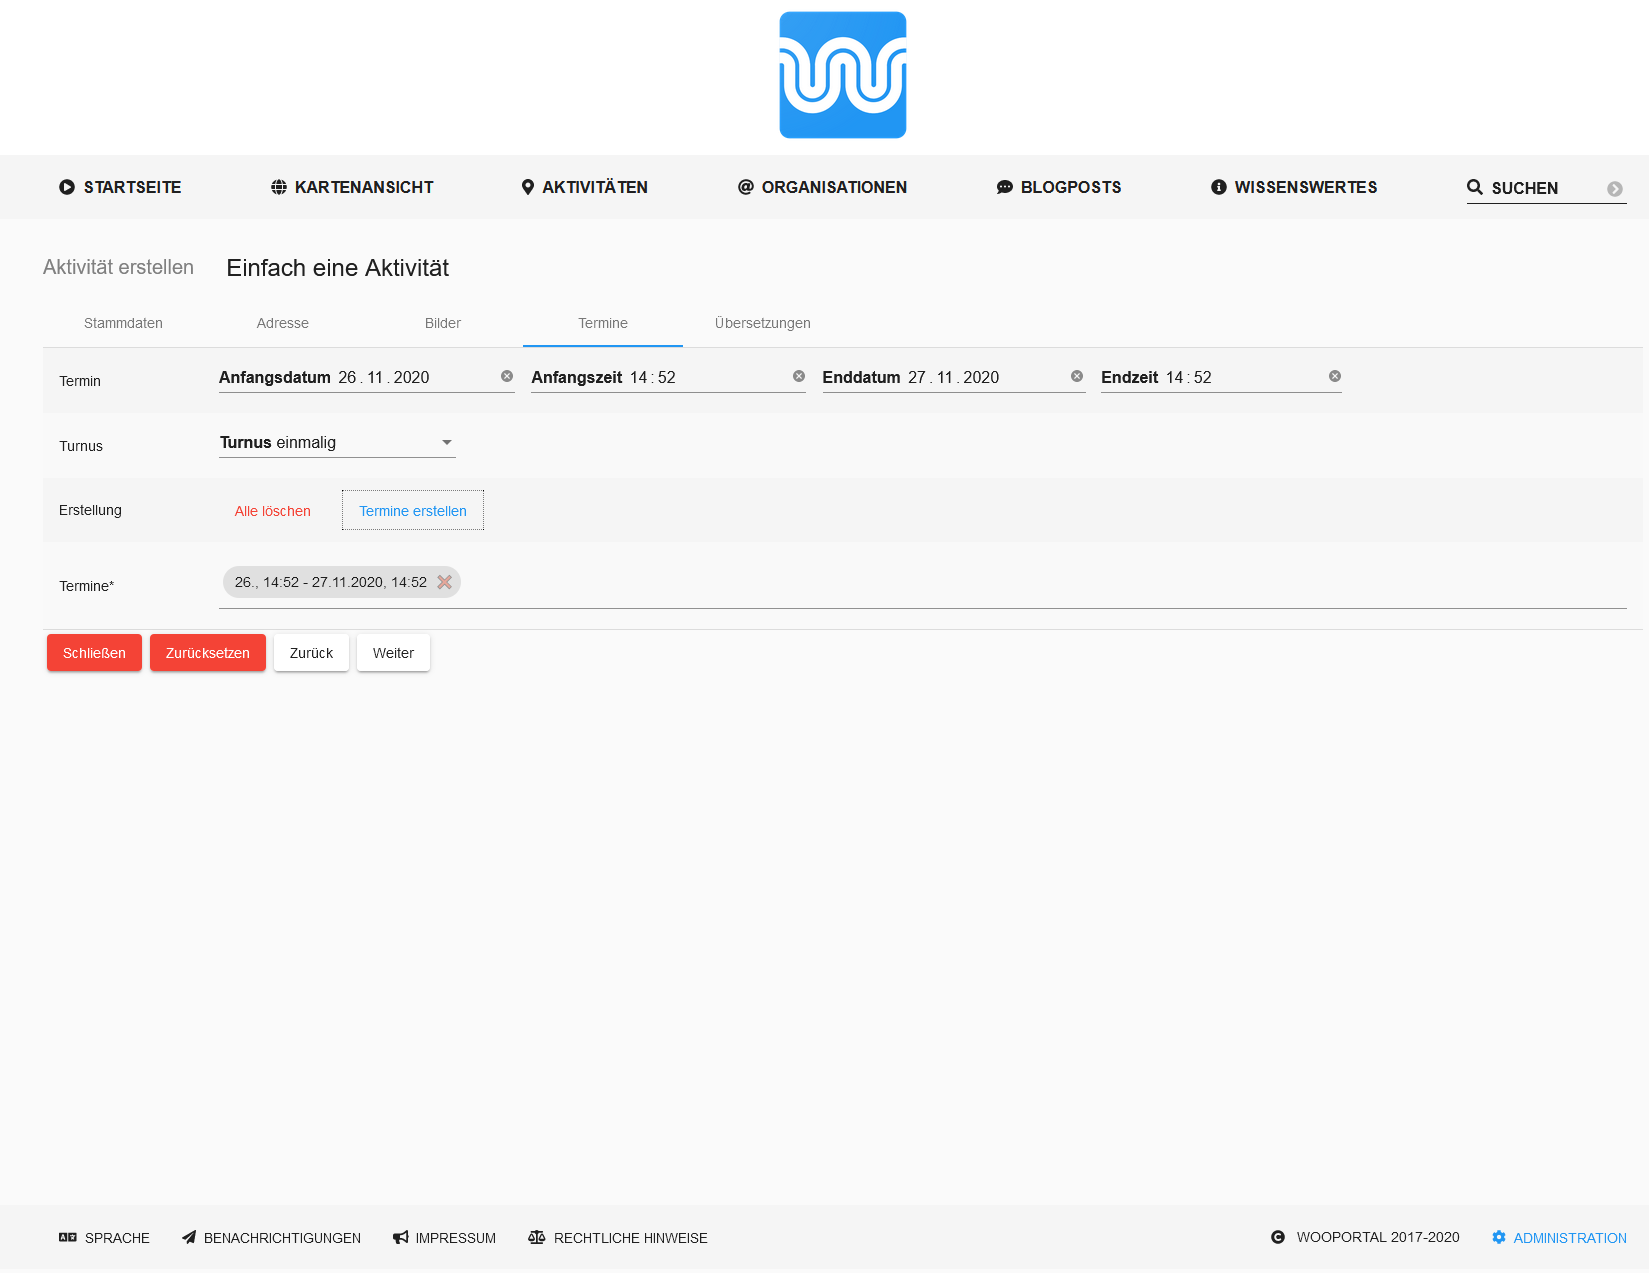 STARTSEITE KARTENANSICHT AKTIVITÄTEN ORGANISATIONEN BLOGPOSTS WISSENSWERTES SUCHEN
Aktivität erstellen Einfach eine Aktivität
Stammdaten Adresse Bilder Termine Übersetzungen
Termin Anfangsdatum 26 . 11 . 2020 Anfangszeit 14 : 52 Enddatum 27 . 11 . 2020 Endzeit 14 : 52
Turnus Turnus einmalig
Erstellung Alle löschen Termine erstellen
Termine* 26., 14:52 - 27.11.2020, 14:52
Schließen Zurücksetzen Zurück Weiter
SPRACHE BENACHRICHTIGUNGEN IMPRESSUM RECHTLICHE HINWEISE WOOPORTAL 2017-2020 ADMINISTRATION